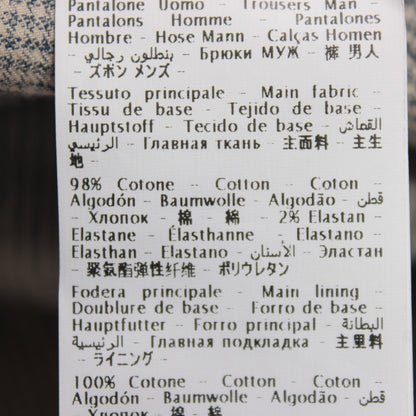 Pantalone Uomo - Trousers Man -
Pantalons Homme - Pantalones
Hombre - Hose Mann - Calças Homen
- بنطلون رجالي - Брюки МУЖ - 裤 男人
- ズボン メンズ -
Tessuto principale - Main fabric -
Tissu de base - Tejido de base -
Hauptstoff - Tecido de base - القماش
الرئيسي - Главная ткань - 主面料 - 主生
地 -
98% Cotone - Cotton - Coton -
Algodón - Baumwolle - Algodão - قطن
- Хлопок - 棉 - 綿 - 2% Elastan -
Elastane - Élasthanne - Elastano -
Elasthan - Elastano - الأستان - Эластан
- 聚氨酯弹性纤维 - ポリウレタン
Fodera principale - Main lining -
Doublure de base - Forro de base -
Hauptfutter - Forro principal - البطانة
الرئيسية - Главная подкладка - 主里料
- ライニング -
100% Cotone - Cotton - Coton -
Algodón - Baumwolle - Algodão - قطن
- Хлопок - 棉 - 綿 -